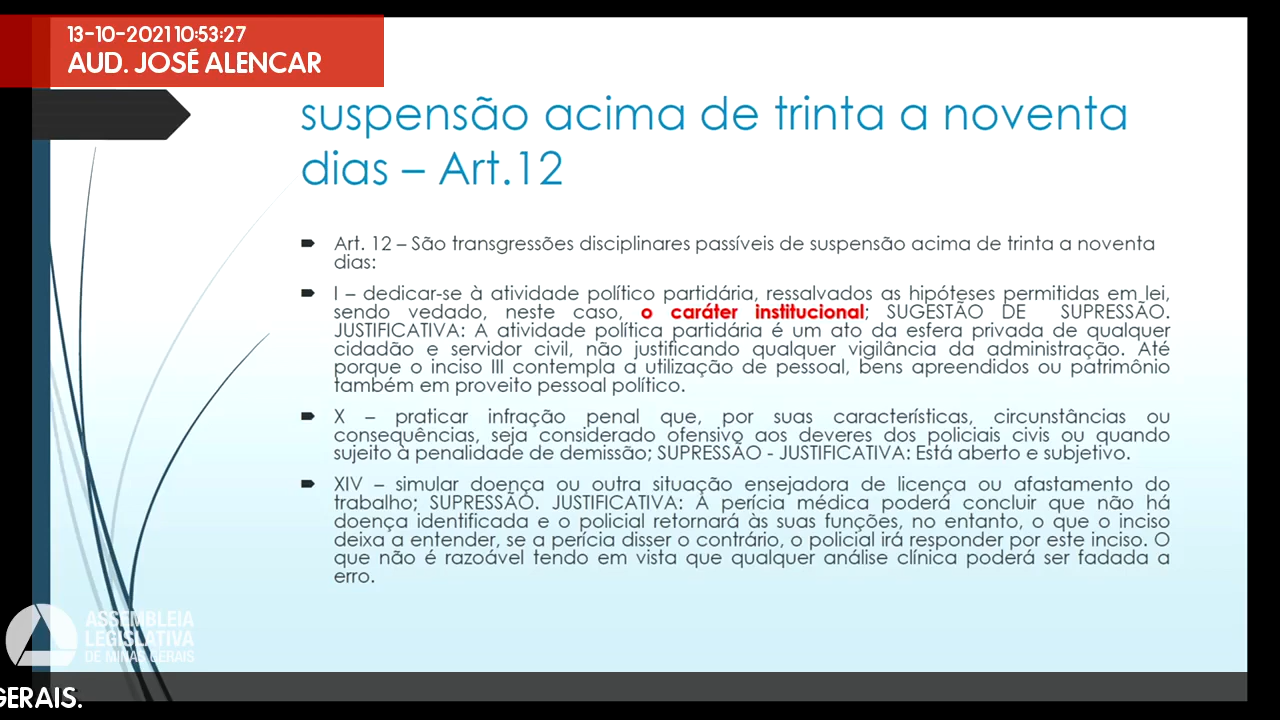 13-10-2021 10:53:27
AUD. JOSÉ ALENCAR
suspensão acima de trinta a noventa
dias – Art.12
Art. 12 – São transgressões disciplinares passíveis de suspensão acima de trinta a noventa
dias:
I – dedicar-se à atividade político partidária, ressalvados as hipóteses permitidas em lei,
sendo vedado, neste caso, o caráter institucional; SUGESTÃO DE SUPRESSÃO.
JUSTIFICATIVA: A atividade política partidária é um ato da esfera privada de qualquer
cidadão e servidor civil, não justificando qualquer vigilância da administração. Até
porque o inciso III contempla a utilização de pessoal, bens apreendidos ou patrimônio
também em proveito pessoal político.
X – praticar infração penal que, por suas características, circunstâncias ou
consequências, seja considerado ofensivo aos deveres dos policiais civis ou quando
sujeito à penalidade de demissão; SUPRESSÃO - JUSTIFICATIVA: Está aberto e subjetivo.
XIV – simular doença ou outra situação ensejadora de licença ou afastamento do
trabalho; SUPRESSÃO. JUSTIFICATIVA: A perícia médica poderá concluir que não há
doença identificada e o policial retornará às suas funções, no entanto, o que o inciso
deixa a entender, se a perícia disser o contrário, o policial irá responder por este inciso. O
que não é razoável tendo em vista que qualquer análise clínica poderá ser fadada a
erro.
ASSEMBLEIA
LEGISLATIVA
DE MINAS GERAIS
GERAIS.